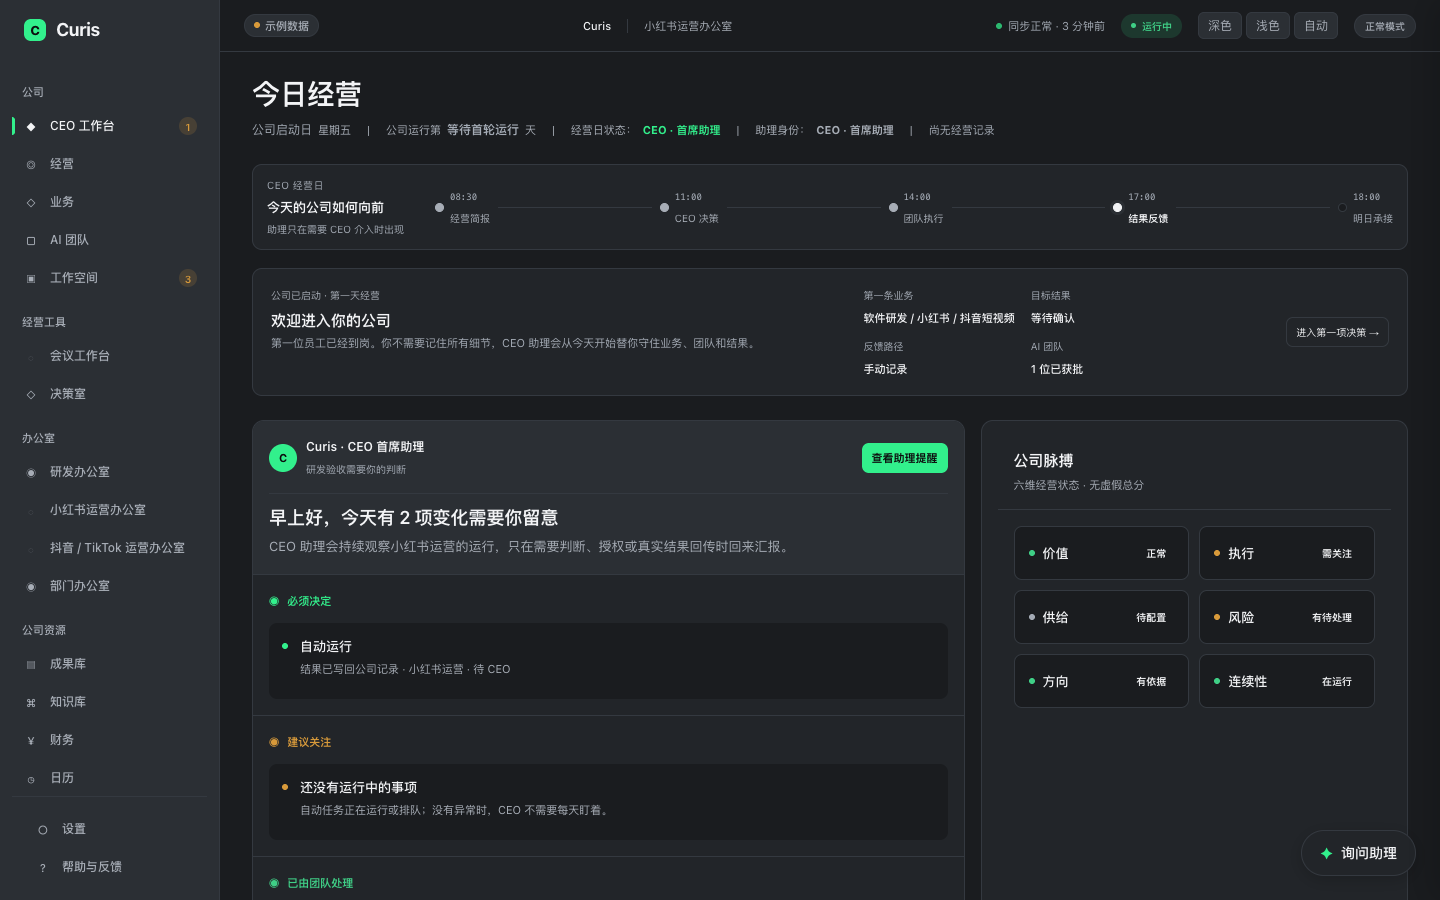 C Curis
公司
CEO 工作台 1
经营
业务
AI 团队
工作空间 3
经营工具
会议工作台
决策室
办公室
研发办公室
小红书运营办公室
抖音 / TikTok 运营办公室
部门办公室
公司资源
成果库
知识库
¥ 财务
日历
设置
? 帮助与反馈
示例数据
Curis 小红书运营办公室
同步正常 · 3 分钟前
运行中
深色 浅色 自动
正常模式
今日经营
公司启动日 星期五 | 公司运行第 等待首轮运行 天 | 经营日状态: CEO · 首席助理 | 助理身份: CEO · 首席助理 | 尚无经营记录
CEO 经营日
今天的公司如何向前
助理只在需要 CEO 介入时出现
08:30
经营简报
11:00
CEO 决策
14:00
团队执行
17:00
结果反馈
18:00
明日承接
公司已启动 · 第一天经营
欢迎进入你的公司
第一位员工已经到岗。你不需要记住所有细节，CEO 助理会从今天开始替你守住业务、团队和结果。
第一条业务
软件研发 / 小红书 / 抖音短视频
目标结果
等待确认
反馈路径
手动记录
AI 团队
1 位已获批
进入第一项决策 →
C
Curis · CEO 首席助理
研发验收需要你的判断
查看助理提醒
早上好，今天有 2 项变化需要你留意
CEO 助理会持续观察小红书运营的运行，只在需要判断、授权或真实结果回传时回来汇报。
必须决定
自动运行
结果已写回公司记录 · 小红书运营 · 待 CEO
建议关注
还没有运行中的事项
自动任务正在运行或排队；没有异常时，CEO 不需要每天盯着。
已由团队处理
公司脉搏
六维经营状态 · 无虚假总分
价值 正常
执行 需关注
供给 待配置
风险 有待处理
方向 有依据
连续性 在运行
询问助理